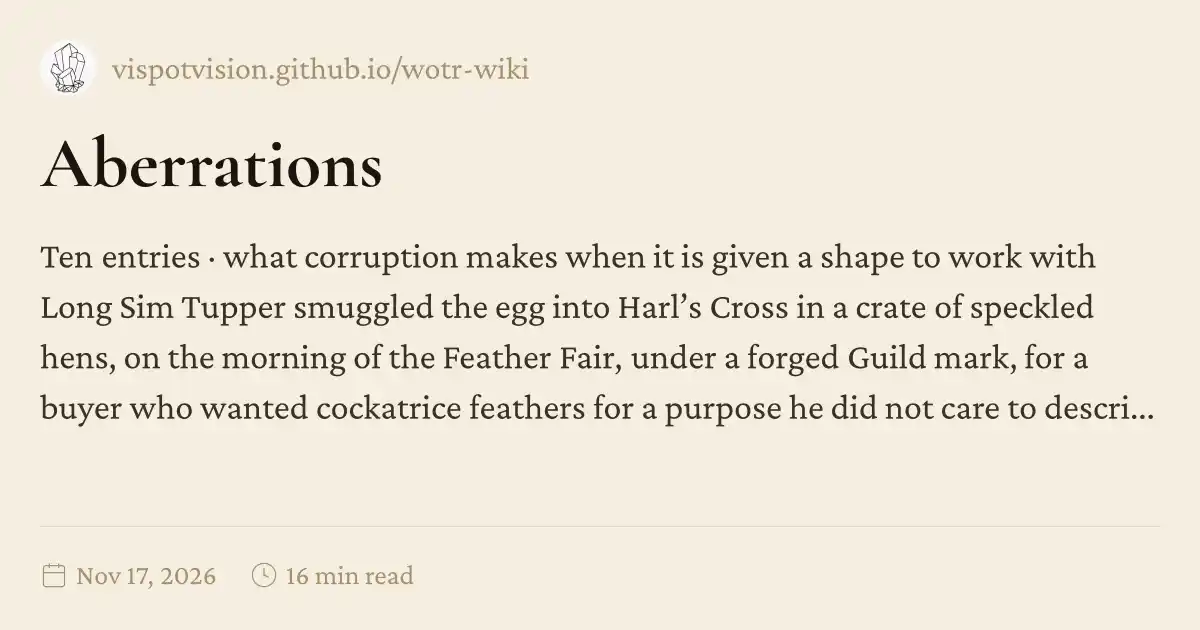 vispotvision.github.io/wotr-wiki
Aberrations
Ten entries · what corruption makes when it is given a shape to work with
Long Sim Tupper smuggled the egg into Harl’s Cross in a crate of speckled
hens, on the morning of the Feather Fair, under a forged Guild mark, for a
buyer who wanted cockatrice feathers for a purpose he did not care to descri...
Nov 17, 2026
16 min read